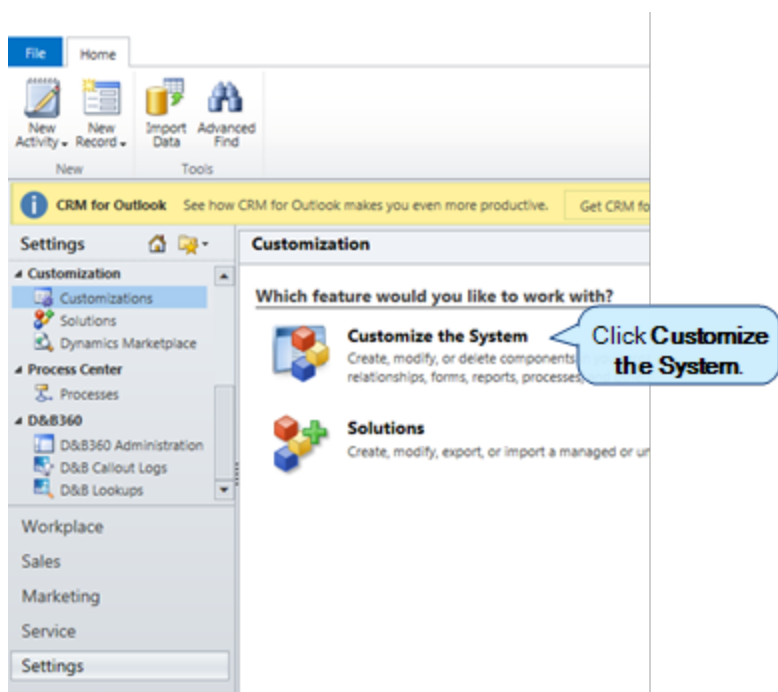 File
Home
New Activity
New Record
Import Data
Advanced Find
New
Tools
CRM for Outlook See how CRM for Outlook makes you even more productive. Get CRM fo
Settings
Customization
Customizations
Solutions
Dynamics Marketplace
Process Center
Processes
D&B360
D&B360 Administration
D&B Callout Logs
D&B Lookups
Workplace
Sales
Marketing
Service
Settings
Customization
Which feature would you like to work with?
Customize the System
Create, modify, or delete components
relationships, forms, reports, processes,
Solutions
Create, modify, export, or import a managed or un
Click Customize
the System.